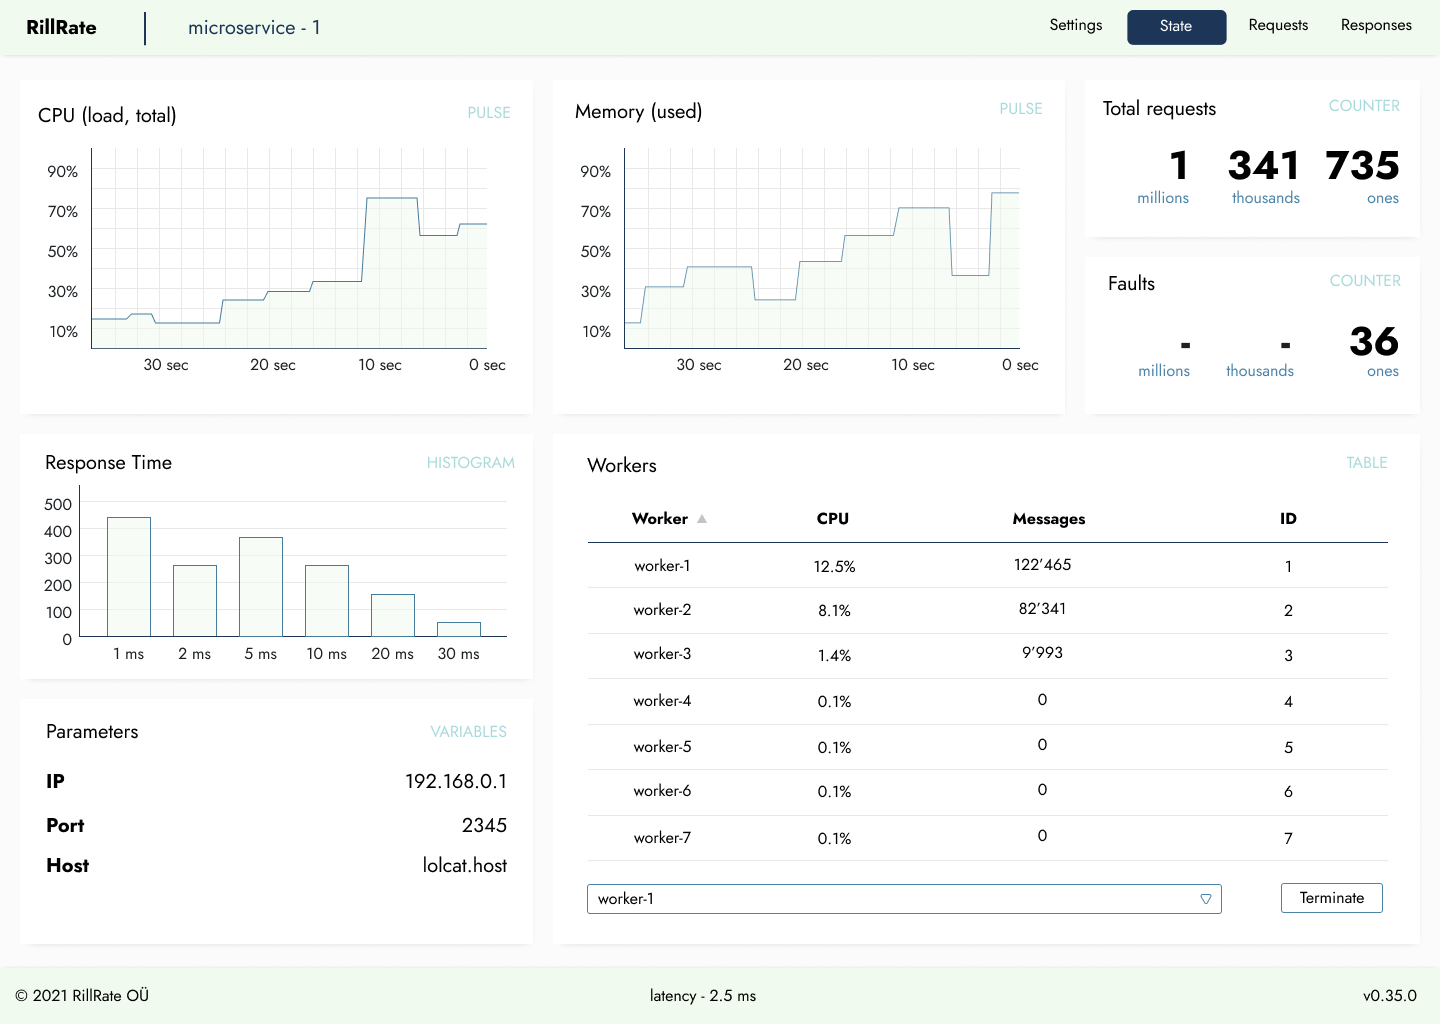 RillRate
microservice - 1
Settings
State
Requests
Responses
CPU (load, total)
PULSE
90%
70%
50%
30%
10%
30 sec 20 sec 10 sec 0 sec
Memory (used)
PULSE
90%
70%
50%
30%
10%
30 sec 20 sec 10 sec 0 sec
Total requests
COUNTER
1 341 735
millions thousands ones
Faults
COUNTER
- - 36
millions thousands ones
Response Time
HISTOGRAM
500
400
300
200
100
0
1 ms 2 ms 5 ms 10 ms 20 ms 30 ms
Parameters
VARIABLES
IP 192.168.0.1
Port 2345
Host lolcat.host
Workers
TABLE
Worker CPU Messages ID
worker-1 12.5% 122’465 1
worker-2 8.1% 82’341 2
worker-3 1.4% 9’993 3
worker-4 0.1% 0 4
worker-5 0.1% 0 5
worker-6 0.1% 0 6
worker-7 0.1% 0 7
worker-1
Terminate
© 2021 RillRate OÜ
latency - 2.5 ms
v0.35.0